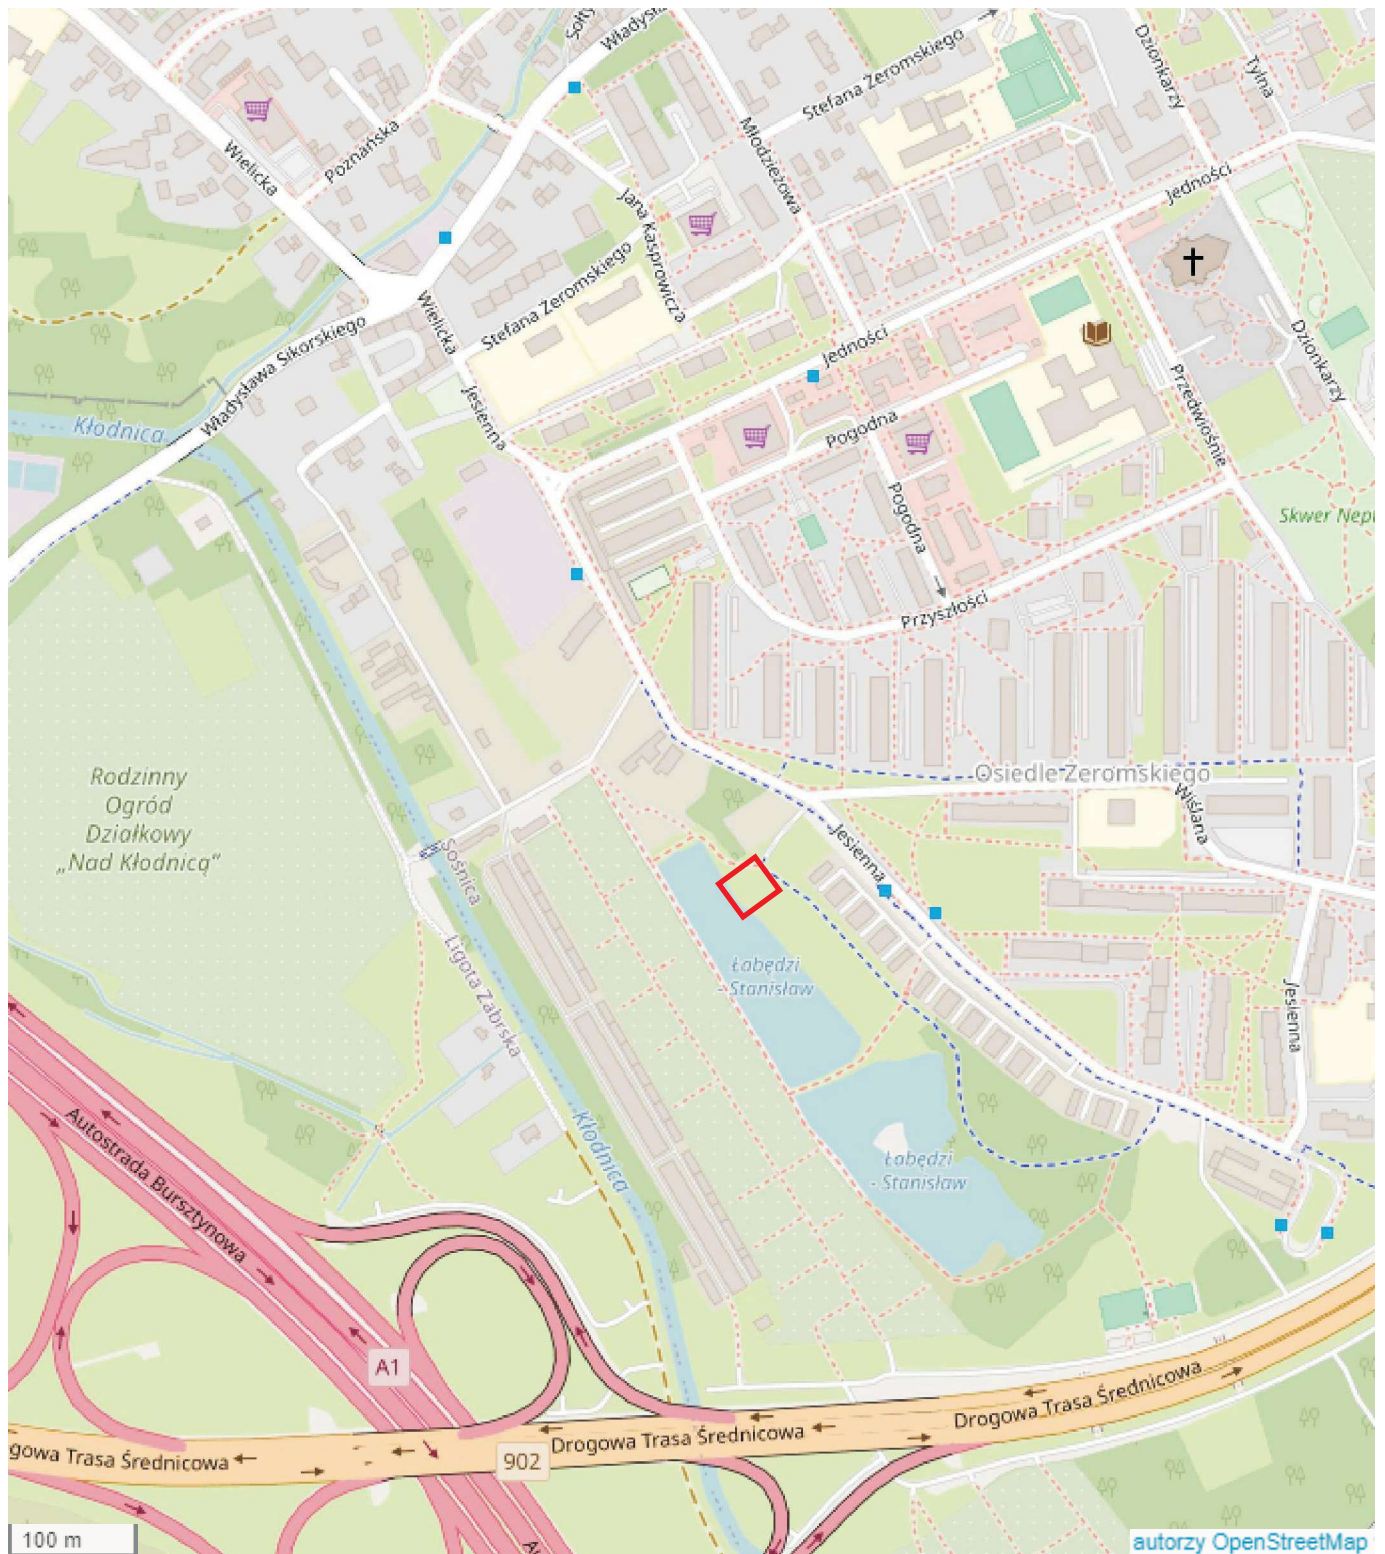 Sołty
Władysł
Stefana Żeromskiego
Dzionkarzy
Tylna
Wielicka
Poznańska
Młodzieżowa
Jedności
Jana Kasprowicza
Stefana Żeromskiego
Wielicka
Władysława Sikorskiego
Jedności
Dzionkarzy
Kłodnica
Jesienna
Pogodna
Przedwiośnie
Pogodna
Skwer Nept
Przyszłości
Osiedle Żeromskiego
Rodzinny
Ogród
Działkowy
„Nad Kłodnicą”
Wiślana
Jesienna
Sośnica
Ligota Zabrska
Łabędzi
- Stanisław
Jesienna
Autostrada Bursztynowa
Kłodnica
Łabędzi
- Stanisław
A1
Drogowa Trasa Średnicowa
Drogowa Trasa Średnicowa
ogowa Trasa Średnicowa
902
100 m
autorzy OpenStreetMap